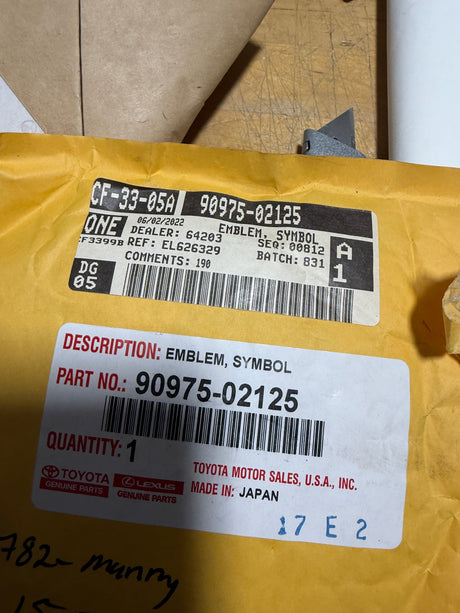 CF-33-05A 90975-02125
06/02/2022 EMBLEM, SYMBOL
ONE DEALER: 64203 SEQ: 00812
CF3399B REF: EL626329 BATCH: 831
COMMENTS: 190
A
1
DG
05
DESCRIPTION: EMBLEM, SYMBOL
PART NO.: 90975-02125
QUANTITY: 1
TOYOTA
GENUINE PARTS
LEXUS
GENUINE PARTS
TOYOTA MOTOR SALES, U.S.A., INC.
MADE IN: JAPAN
17 E 2
782- manny